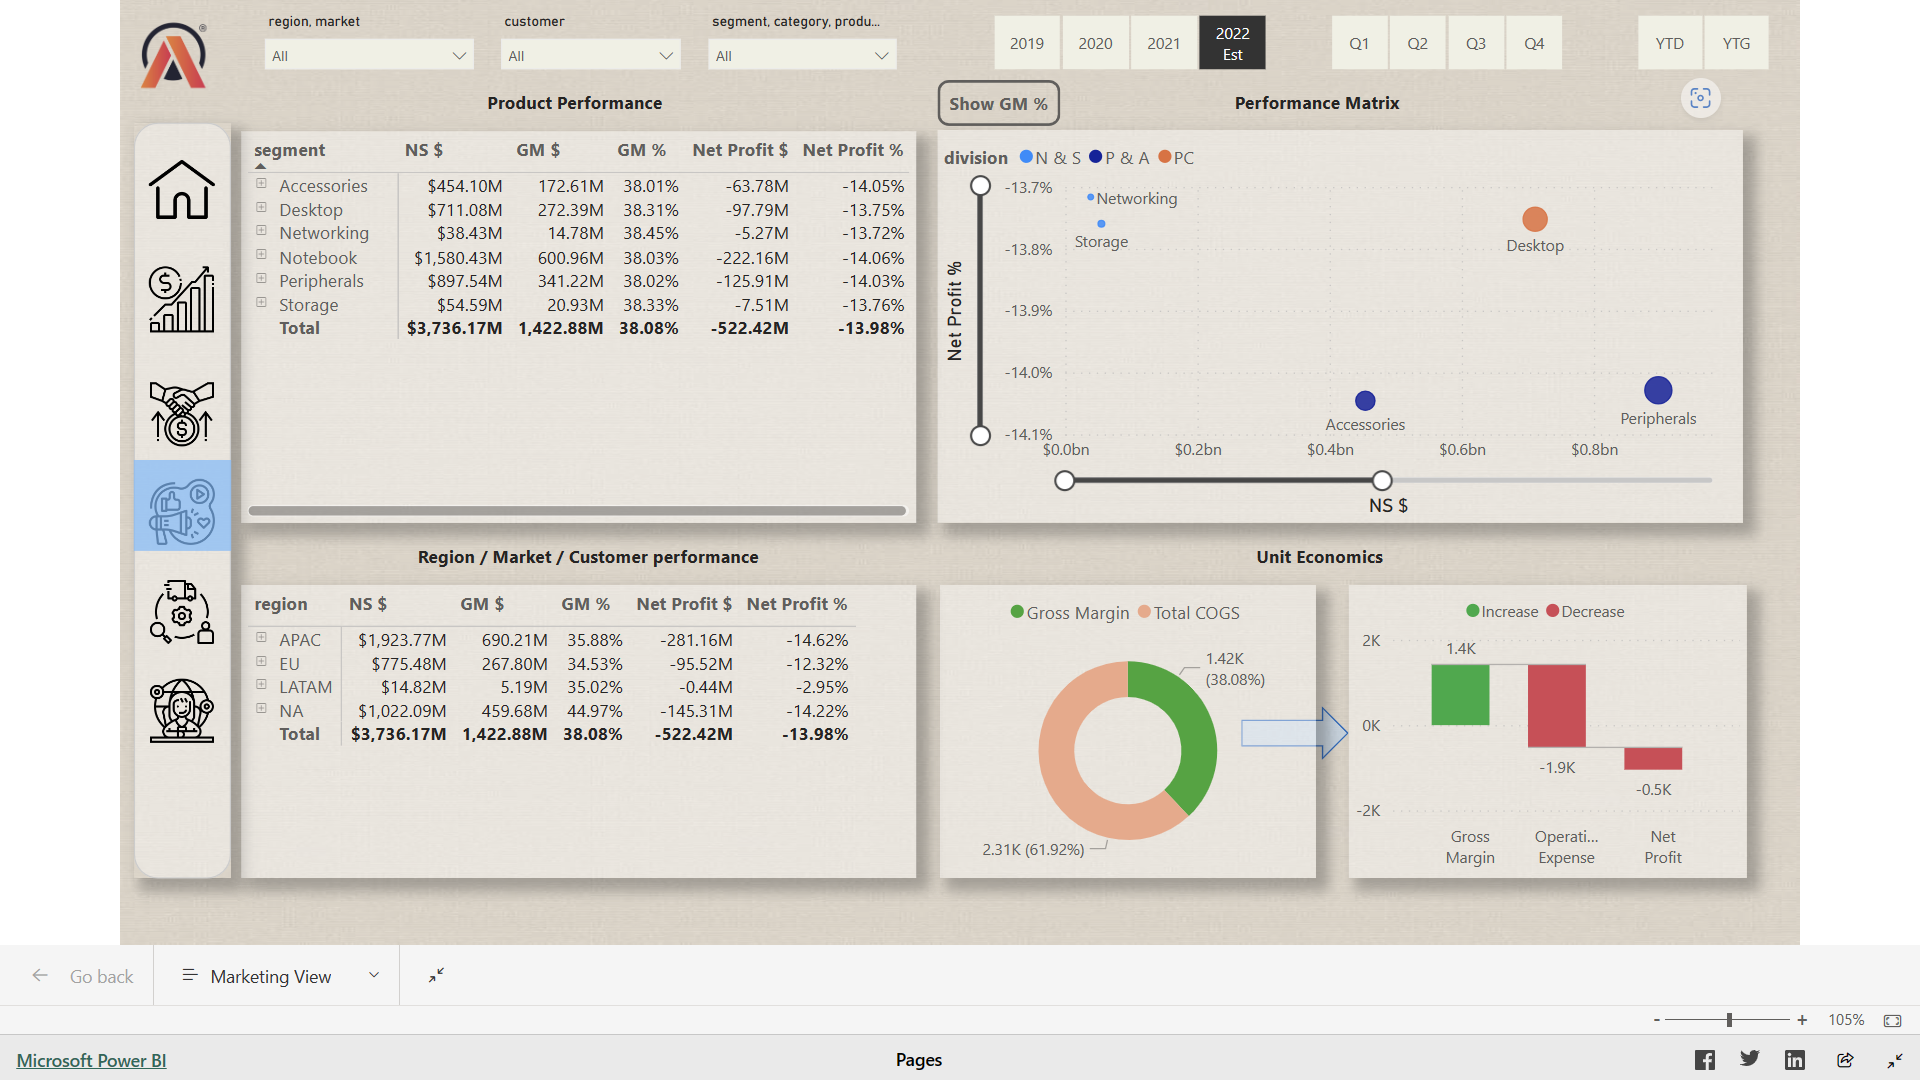 region, market
customer
segment, category, produ...
All
All
All
2019
2020
2021
2022
Est
Q1
Q2
Q3
Q4
YTD
YTG
®
Product Performance
segment NS $ GM $ GM % Net Profit $ Net Profit %
Accessories $454.10M 172.61M 38.01% -63.78M -14.05%
Desktop $711.08M 272.39M 38.31% -97.79M -13.75%
Networking $38.43M 14.78M 38.45% -5.27M -13.72%
Notebook $1,580.43M 600.96M 38.03% -222.16M -14.06%
Peripherals $897.54M 341.22M 38.02% -125.91M -14.03%
Storage $54.59M 20.93M 38.33% -7.51M -13.76%
Total $3,736.17M 1,422.88M 38.08% -522.42M -13.98%
Show GM %
Performance Matrix
division N & S P & A PC
Net Profit %
-13.7%
-13.8%
-13.9%
-14.0%
-14.1%
Networking
Storage
Desktop
Accessories
Peripherals
$0.0bn $0.2bn $0.4bn $0.6bn $0.8bn
NS $
Region / Market / Customer performance
region NS $ GM $ GM % Net Profit $ Net Profit %
APAC $1,923.77M 690.21M 35.88% -281.16M -14.62%
EU $775.48M 267.80M 34.53% -95.52M -12.32%
LATAM $14.82M 5.19M 35.02% -0.44M -2.95%
NA $1,022.09M 459.68M 44.97% -145.31M -14.22%
Total $3,736.17M 1,422.88M 38.08% -522.42M -13.98%
Unit Economics
Gross Margin Total COGS
1.42K
(38.08%)
2.31K (61.92%)
Increase Decrease
2K
0K
-2K
1.4K
-1.9K
-0.5K
Gross
Margin
Operati...
Expense
Net
Profit
Go back
Marketing View
- + 105%
Microsoft Power BI
Pages